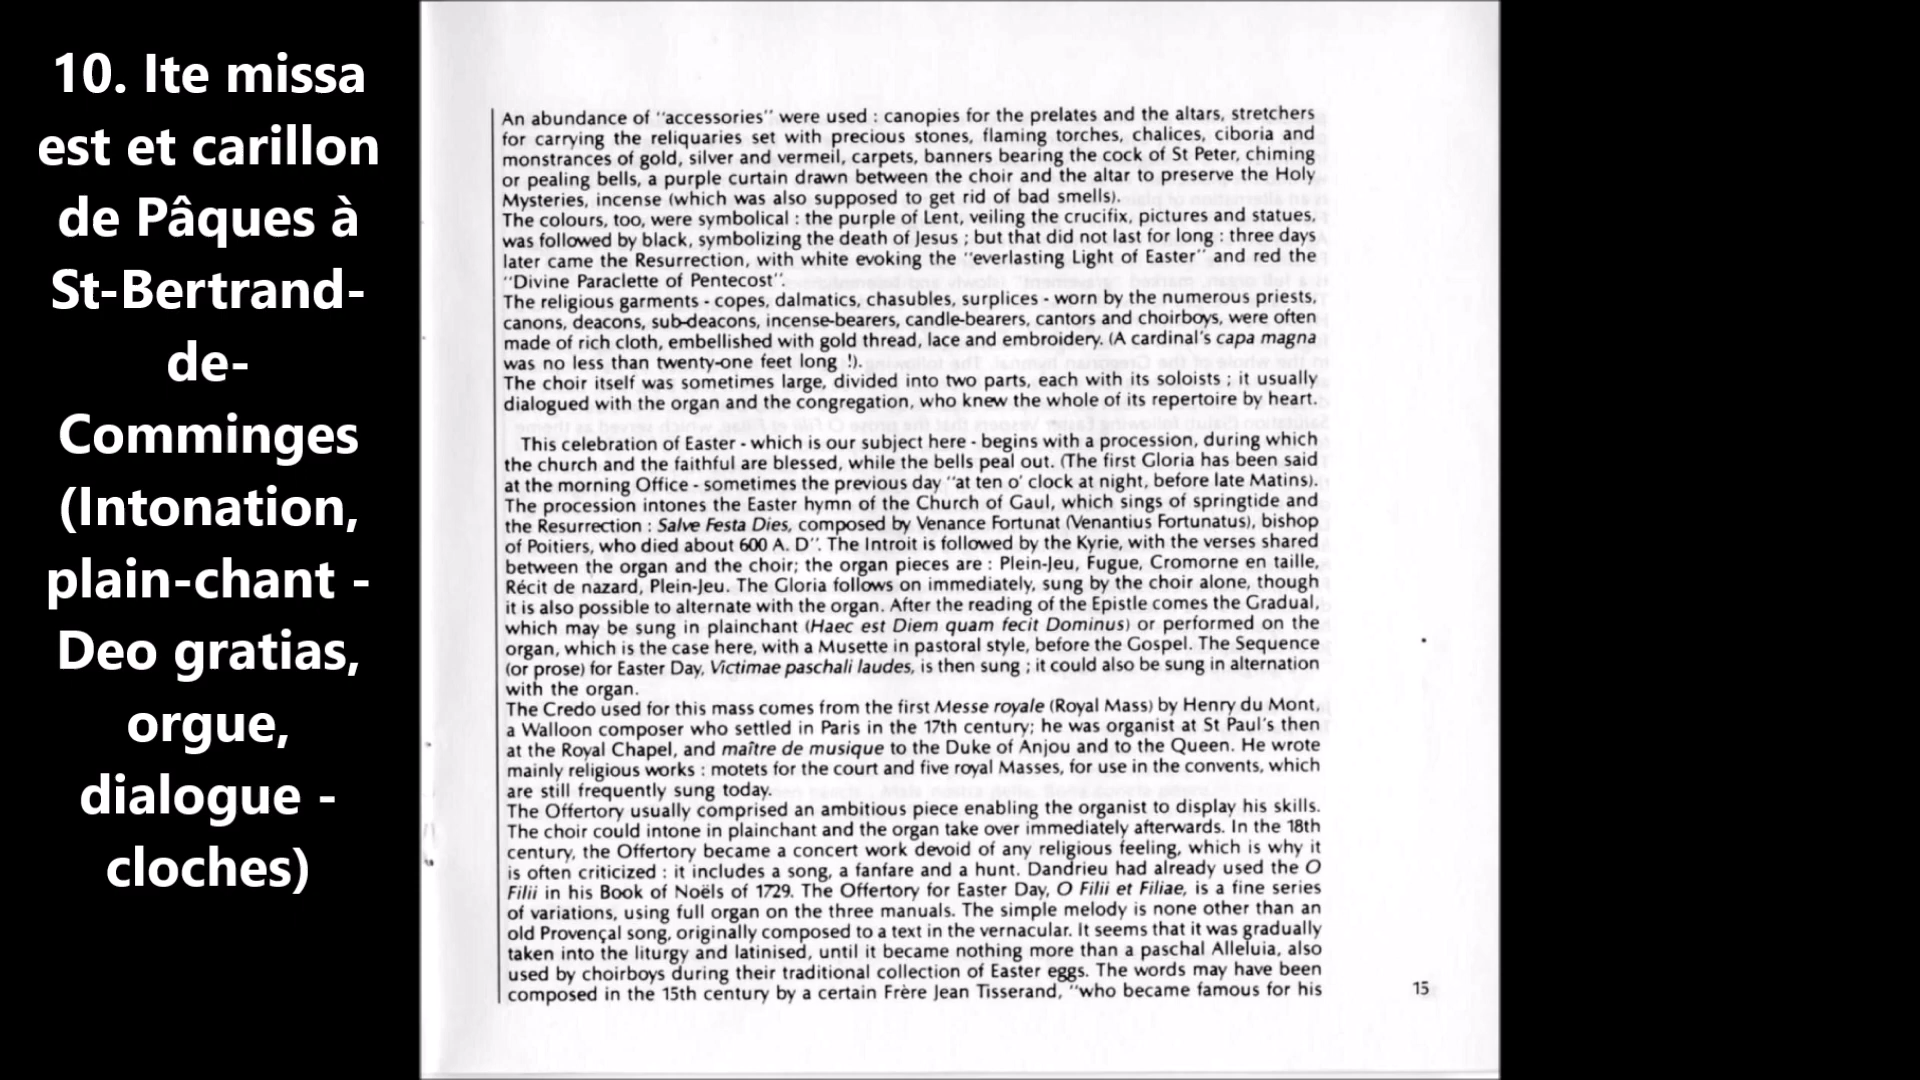 10. Ite missa
est et carillon
de Pâques à
St-Bertrand-
de-
Comminges
(Intonation,
plain-chant -
Deo gratias,
orgue,
dialogue -
cloches)
An abundance of "accessories" were used : canopies for the prelates and the altars, stretchers
for carrying the reliquaries set with precious stones, flaming torches, chalices, ciboria and
monstrances of gold, silver and vermeil, carpets, banners bearing the cock of St Peter, chiming
or pealing bells, a purple curtain drawn between the choir and the altar to preserve the Holy
Mysteries, incense (which was also supposed to get rid of bad smells).
The colours, too, were symbolical : the purple of Lent, veiling the crucifix, pictures and statues,
was followed by black, symbolizing the death of Jesus ; but that did not last for long : three days
later came the Resurrection, with white evoking the "everlasting Light of Easter" and red the
"Divine Paraclette of Pentecost".
The religious garments - copes, dalmatics, chasubles, surplices - worn by the numerous priests,
canons, deacons, sub-deacons, incense-bearers, candle-bearers, cantors and choirboys, were often
made of rich cloth, embellished with gold thread, lace and embroidery. (A cardinal's capa magna
was no less than twenty-one feet long !).
The choir itself was sometimes large, divided into two parts, each with its soloists ; it usually
dialogued with the organ and the congregation, who knew the whole of its repertoire by heart.
This celebration of Easter - which is our subject here - begins with a procession, during which
the church and the faithful are blessed, while the bells peal out. (The first Gloria has been said
at the morning Office - sometimes the previous day "at ten o' clock at night, before late Matins).
The procession intones the Easter hymn of the Church of Gaul, which sings of springtide and
the Resurrection : Salve Festa Dies, composed by Venance Fortunat (Venantius Fortunatus), bishop
of Poitiers, who died about 600 A. D". The Introit is followed by the Kyrie, with the verses shared
between the organ and the choir; the organ pieces are : Plein-Jeu, Fugue, Cromorne en taille,
Récit de nazard, Plein-Jeu. The Gloria follows on immediately, sung by the choir alone, though
it is also possible to alternate with the organ. After the reading of the Epistle comes the Gradual,
which may be sung in plainchant (Haec est Diem quam fecit Dominus) or performed on the
organ, which is the case here, with a Musette in pastoral style, before the Gospel. The Sequence
(or prose) for Easter Day, Victimae paschali laudes, is then sung ; it could also be sung in alternation
with the organ.
The Credo used for this mass comes from the first Messe royale (Royal Mass) by Henry du Mont,
a Walloon composer who settled in Paris in the 17th century; he was organist at St Paul's then
at the Royal Chapel, and maître de musique to the Duke of Anjou and to the Queen. He wrote
mainly religious works : motets for the court and five royal Masses, for use in the convents, which
are still frequently sung today.
The Offertory usually comprised an ambitious piece enabling the organist to display his skills.
The choir could intone in plainchant and the organ take over immediately afterwards. In the 18th
century, the Offertory became a concert work devoid of any religious feeling, which is why it
is often criticized : it includes a song, a fanfare and a hunt. Dandrieu had already used the O
Filii in his Book of Noëls of 1729. The Offertory for Easter Day, O Filii et Filiae, is a fine series
of variations, using full organ on the three manuals. The simple melody is none other than an
old Provençal song, originally composed to a text in the vernacular. It seems that it was gradually
taken into the liturgy and latinised, until it became nothing more than a paschal Alleluia, also
used by choirboys during their traditional collection of Easter eggs. The words may have been
composed in the 15th century by a certain Frère Jean Tisserand, "who became famous for his
15